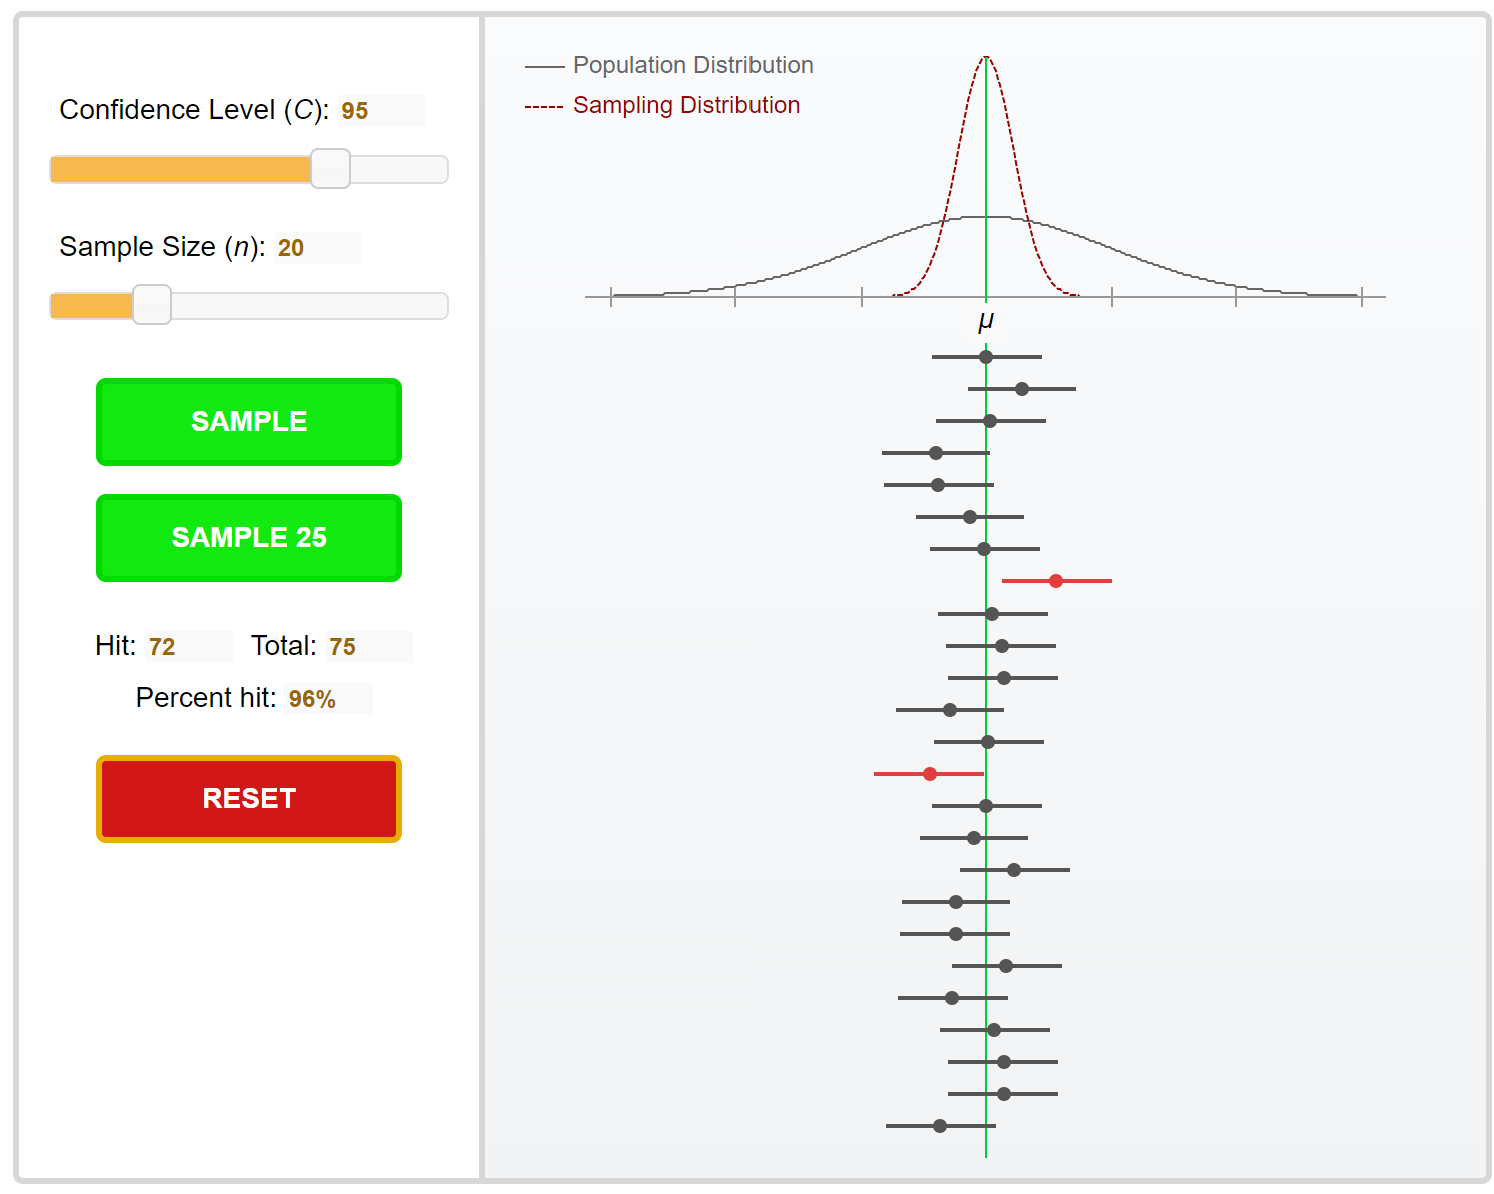 Confidence Level (C): 95
Sample Size (n): 20
SAMPLE
SAMPLE 25
Hit: 72 Total: 75
Percent hit: 96%
RESET
Population Distribution
Sampling Distribution
μ